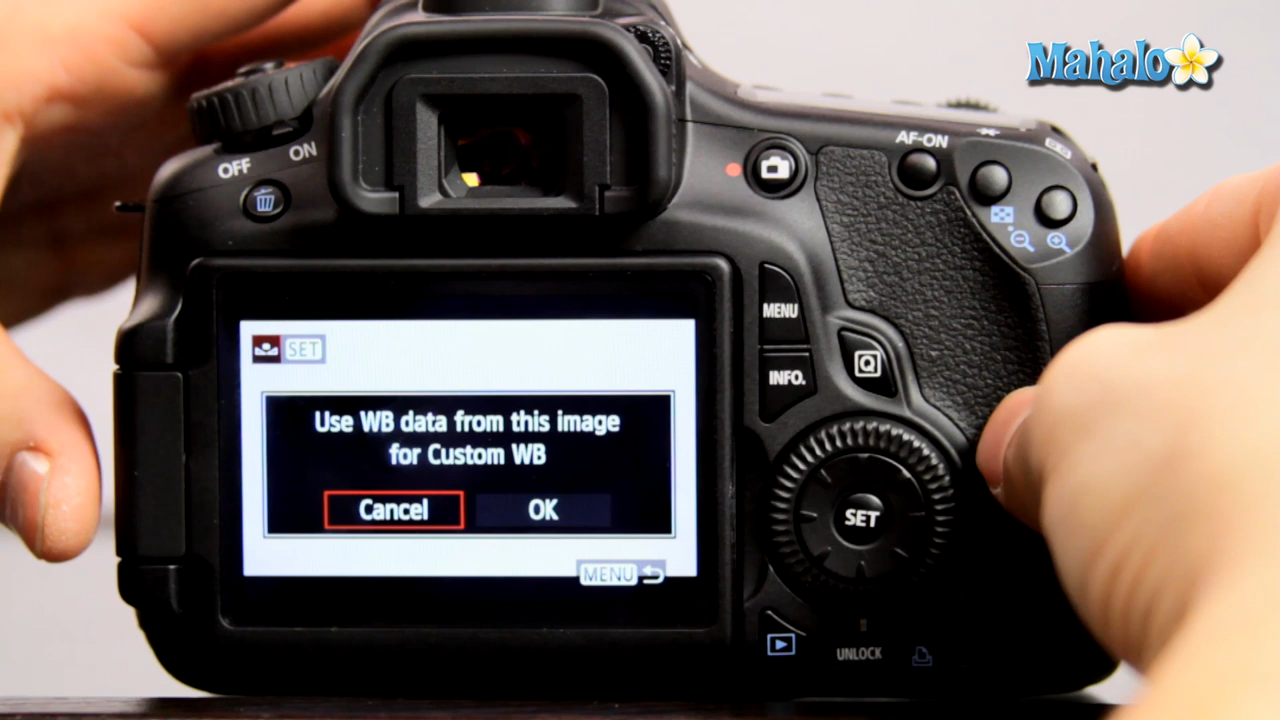 Mahalo
AF-ON
OFF
ON
MENU
INFO.
Q
SET
Use WB data from this image
for Custom WB
Cancel
OK
MENU
SET
UNLOCK